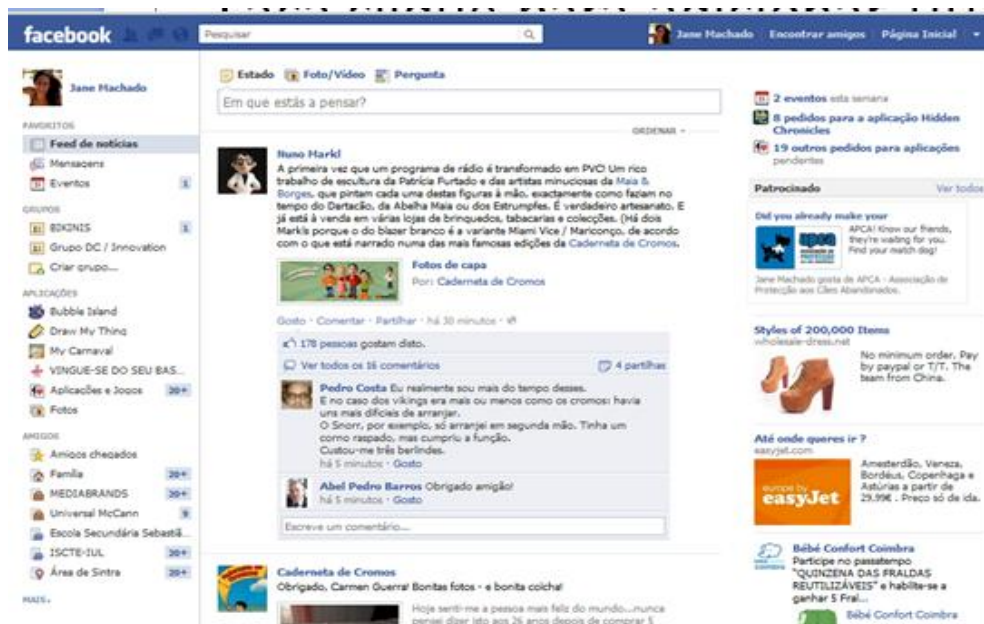 facebook
Pesquisar
Jane Machado Encontrar amigos Página Inicial
Jane Machado
FAVORITOS
Feed de notícias
Mensagens
Eventos 1
GRUPOS
BIKINIS 1
Grupo DC / Innovation
Criar grupo...
APLICAÇÕES
Bubble Island
Draw My Thing
My Carnaval
VINGUE-SE DO SEU BAS...
Aplicações e Jogos 20+
Fotos
AMIGOS
Amigos chegados
Família 20+
MEDIABRANDS 20+
Universal McCann 9
Escola Secundária Sebastiã...
ISCTE-IUL 20+
Área de Sintra 20+
MAIS
Estado Foto/Vídeo Pergunta
Em que estás a pensar?
ORDENAR
Nuno Markl
A primeira vez que um programa de rádio é transformado em PVC! Um rico
trabalho de escultura da Patrícia Furtado e das artistas minuciosas da Maia &
Borges, que pintam cada uma destas figuras à mão, exactamente como faziam no
tempo do Dartacão, da Abelha Maia ou dos Estrumpfes. É verdadeiro artesanato. E
já está à venda em várias lojas de brinquedos, tabacarias e colecções. (Há dois
Markls porque o do blazer branco é a variante Miami Vice / Mariconço, de acordo
com o que está narrado numa das mais famosas edições da Caderneta de Cromos.
Fotos de capa
Por: Caderneta de Cromos
Gosto · Comentar · Partilhar · há 38 minutos ·
178 pessoas gostam disto.
Ver todos os 16 comentários 4 partilhas
Pedro Costa Eu realmente sou mais do tempo desses.
E no caso dos vikings era mais ou menos como os cromos: havia
uns mais dificeis de arranjar.
O Snorr, por exemplo, só arranjei em segunda mão. Tinha um
corno raspado, mas cumpriu a função.
Custou-me três berlindes.
há 5 minutos · Gosto
Abel Pedro Barros Obrigado amigão!
há 5 minutos · Gosto
Escreve um comentário...
Caderneta de Cromos
Obrigado, Carmen Guerra! Bonitas fotos - e bonita colcha!
Hoje senti-me a pessoa mais feliz do mundo...nunca
pensei dizer isto aos 26 anos depois de comprar 5
2 eventos esta semana
8 pedidos para a aplicação Hidden
Chronicles
19 outros pedidos para aplicações
pendentes
Patrocinado Ver todos
Did you already make your
APCA! Know our friends,
they're waiting for you.
Find your match dog!
apca
Jane Machado gosta de APCA - Associação de
Protecção aos Cães Abandonados.
Styles of 200,000 Items
wholesale-dress.net
No minimum order. Pay
by paypal or T/T. The
team from China.
Até onde queres ir ?
easyjet.com
europe by
easyJet
Amesterdão, Veneza,
Bordéus, Copenhaga e
Astúrias a partir de
29.99€ . Preço só de ida.
Bébé Confort Coimbra
Participe no passatempo
"QUINZENA DAS FRALDAS
REUTILIZÁVEIS" e habilite-se a
ganhar 5 Fral...
Bébé Confort Coimbra